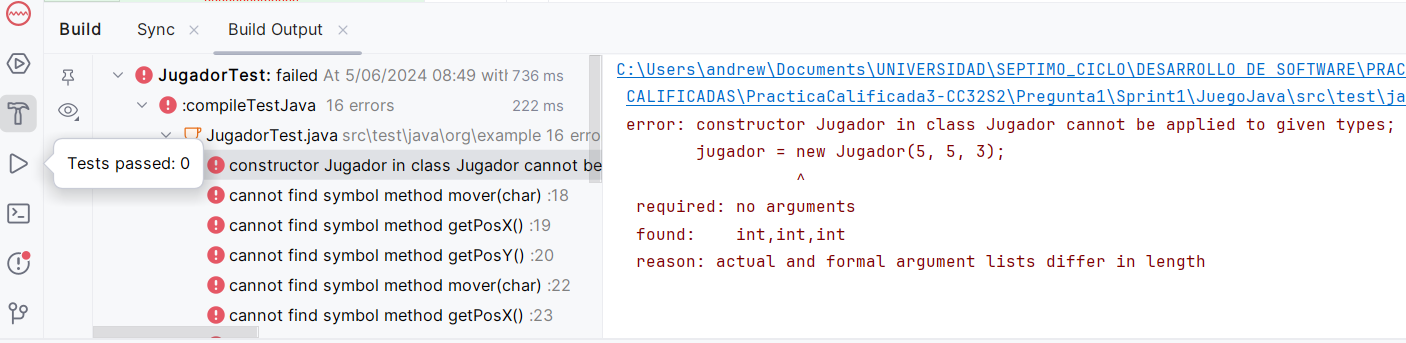 Build
Sync
Build Output
JugadorTest: failed At 5/06/2024 08:49 with 736 ms
:compileTestJava 16 errors 222 ms
JugadorTest.java src\test\java\org\example 16 erro
Tests passed: 0
constructor Jugador in class Jugador cannot be
cannot find symbol method mover(char) :18
cannot find symbol method getPosX() :19
cannot find symbol method getPosY() :20
cannot find symbol method mover(char) :22
cannot find symbol method getPosX() :23
C:\Users\andrew\Documents\UNIVERSIDAD\SEPTIMO_CICLO\DESARROLLO DE SOFTWARE\PRAC
CALIFICADAS\PracticaCalificada3-CC32S2\Pregunta1\Sprint1\JuegoJava\src\test\ja
error: constructor Jugador in class Jugador cannot be applied to given types;
jugador = new Jugador(5, 5, 3);
^
required: no arguments
found:    int,int,int
reason: actual and formal argument lists differ in length